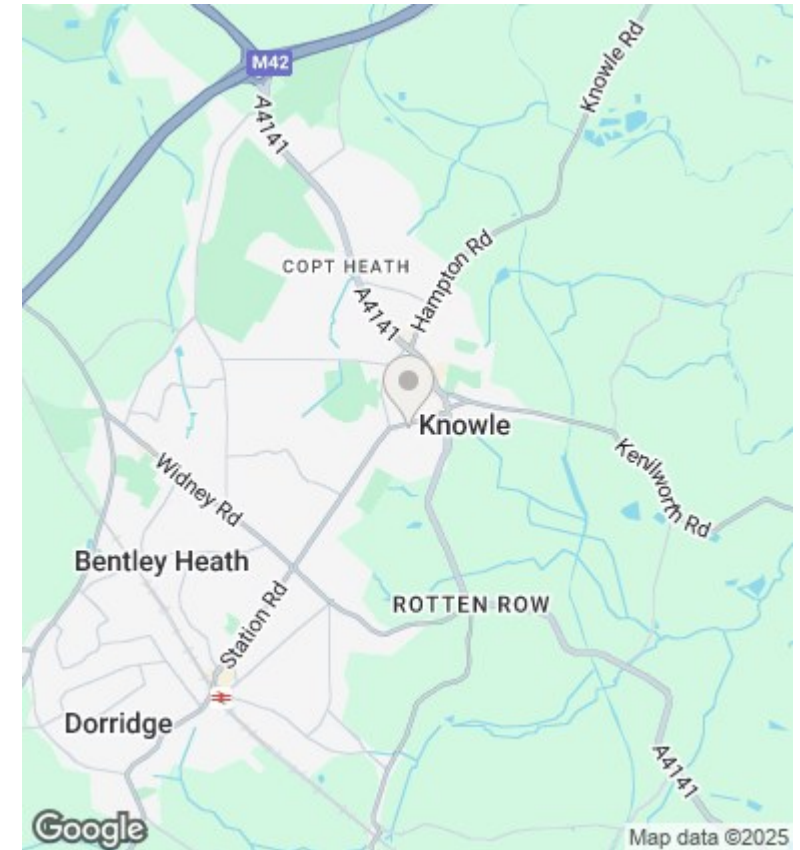 M42
A4141
Knowle Rd
COPT HEATH
Hampton Rd
A4141
Knowle
Kenilworth Rd
Widney Rd
Bentley Heath
ROTTEN ROW
Station Rd
Dorridge
A4141
Google
Map data ©2025